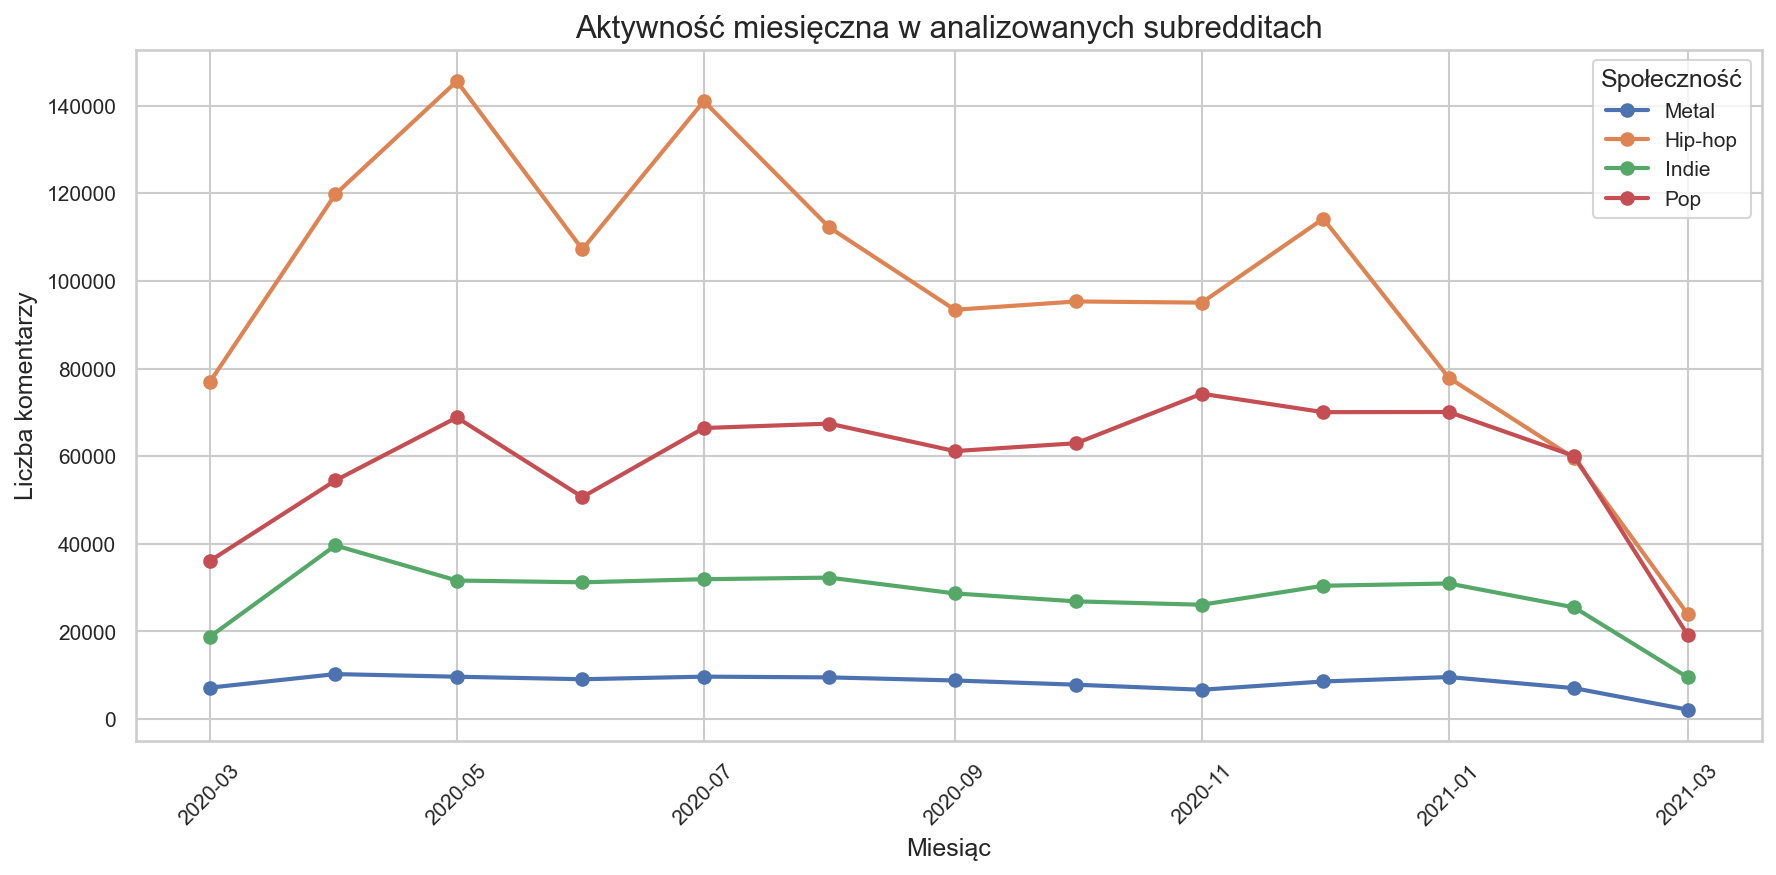 Aktywność miesięczna w analizowanych subredditach
Społeczność
Metal
Hip-hop
Indie
Pop
Liczba komentarzy
140000
120000
100000
80000
60000
40000
20000
0
2020-03
2020-05
2020-07
2020-09
2020-11
2021-01
2021-03
Miesiąc